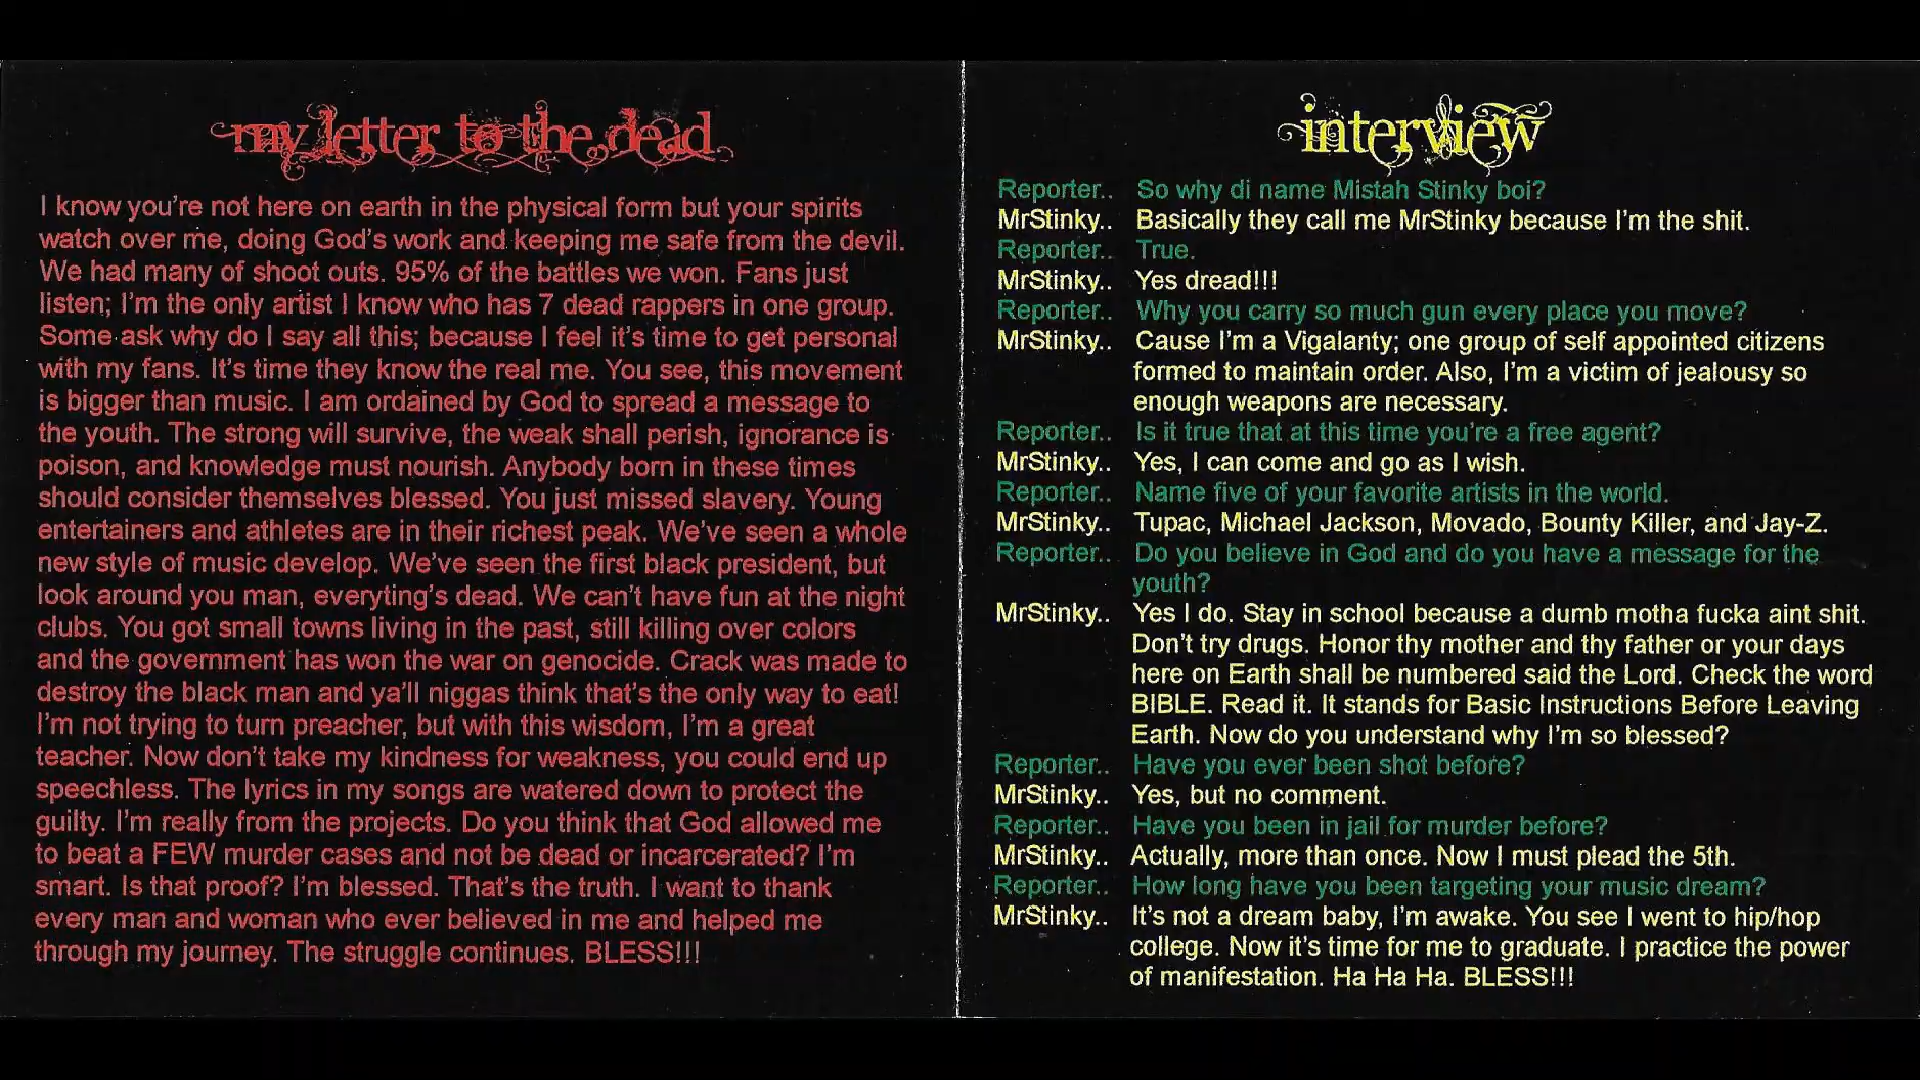 my letter to the dead
I know you're not here on earth in the physical form but your spirits
watch over me, doing God's work and keeping me safe from the devil.
We had many of shoot outs. 95% of the battles we won. Fans just
listen; I'm the only artist I know who has 7 dead rappers in one group.
Some ask why do I say all this; because I feel it's time to get personal
with my fans. It's time they know the real me. You see, this movement
is bigger than music. I am ordained by God to spread a message to
the youth. The strong will survive, the weak shall perish, ignorance is
poison, and knowledge must nourish. Anybody born in these times
should consider themselves blessed. You just missed slavery. Young
entertainers and athletes are in their richest peak. We've seen a whole
new style of music develop. We've seen the first black president, but
look around you man, everyting's dead. We can't have fun at the night
clubs. You got small towns living in the past, still killing over colors
and the government has won the war on genocide. Crack was made to
destroy the black man and ya'll niggas think that's the only way to eat!
I'm not trying to turn preacher, but with this wisdom, I'm a great
teacher. Now don't take my kindness for weakness, you could end up
speechless. The lyrics in my songs are watered down to protect the
guilty. I'm really from the projects. Do you think that God allowed me
to beat a FEW murder cases and not be dead or incarcerated? I'm
smart. Is that proof? I'm blessed. That's the truth. I want to thank
every man and woman who ever believed in me and helped me
through my journey. The struggle continues. BLESS!!!
interview
Reporter.. So why di name Mistah Stinky boi?
MrStinky.. Basically they call me MrStinky because I'm the shit.
Reporter.. True.
MrStinky.. Yes dread!!!
Reporter.. Why you carry so much gun every place you move?
MrStinky.. Cause I'm a Vigalanty; one group of self appointed citizens
formed to maintain order. Also, I'm a victim of jealousy so
enough weapons are necessary.
Reporter.. Is it true that at this time you're a free agent?
MrStinky.. Yes, I can come and go as I wish.
Reporter.. Name five of your favorite artists in the world.
MrStinky.. Tupac, Michael Jackson, Movado, Bounty Killer, and Jay-Z.
Reporter.. Do you believe in God and do you have a message for the
youth?
MrStinky.. Yes I do. Stay in school because a dumb motha fucka aint shit.
Don't try drugs. Honor thy mother and thy father or your days
here on Earth shall be numbered said the Lord. Check the word
BIBLE. Read it. It stands for Basic Instructions Before Leaving
Earth. Now do you understand why I'm so blessed?
Reporter.. Have you ever been shot before?
MrStinky.. Yes, but no comment.
Reporter.. Have you been in jail for murder before?
MrStinky.. Actually, more than once. Now I must plead the 5th.
Reporter.. How long have you been targeting your music dream?
MrStinky.. It's not a dream baby, I'm awake. You see I went to hip/hop
college. Now it's time for me to graduate. I practice the power
of manifestation. Ha Ha Ha. BLESS!!!